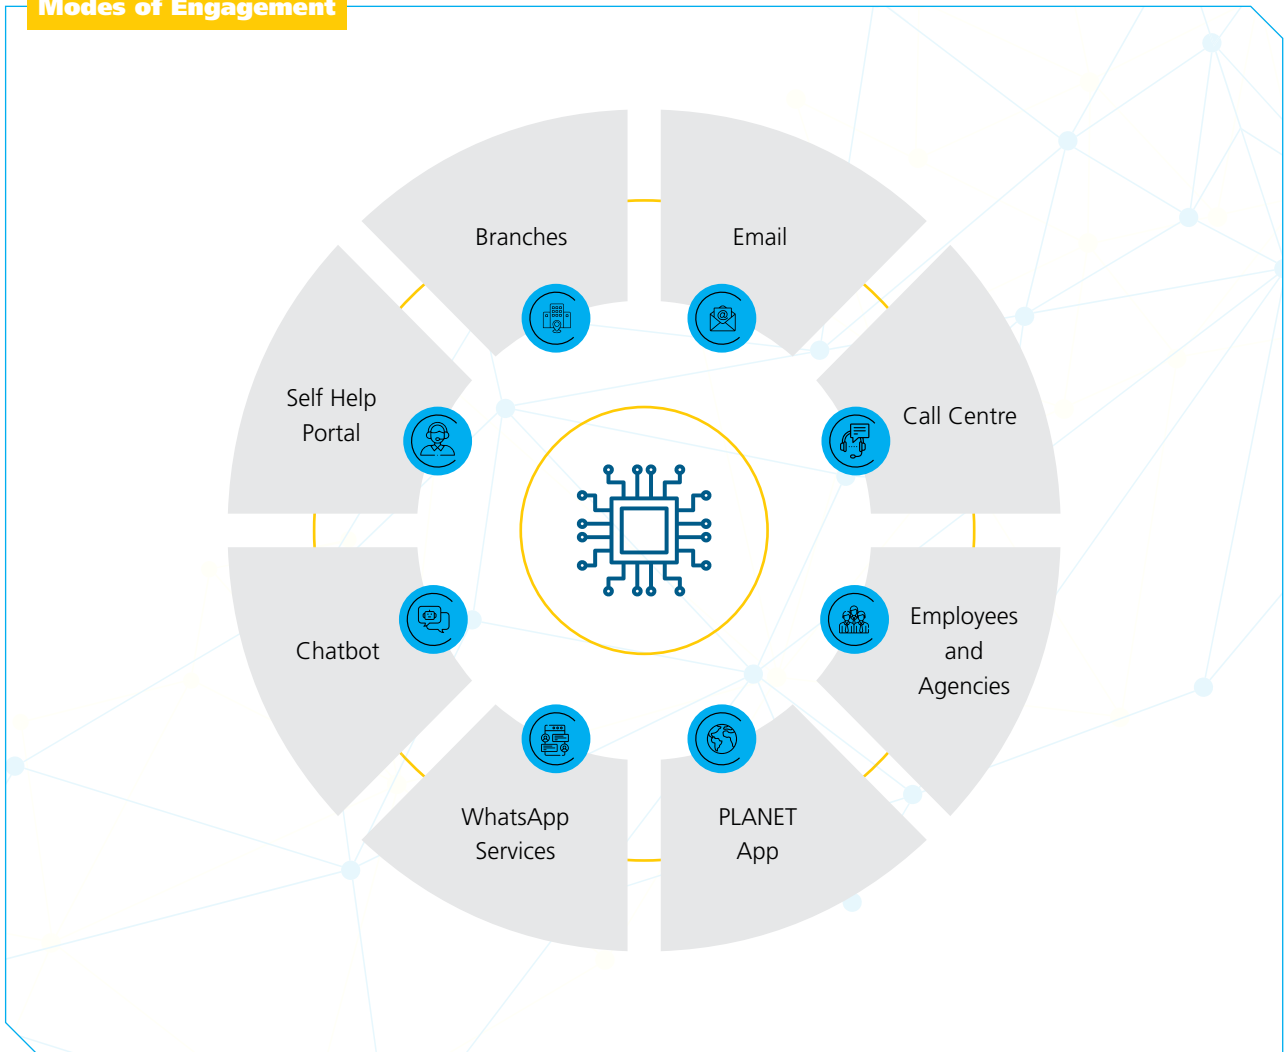 Modes of Engagement
Branches
Email
Call Centre
Employees
and
Agencies
PLANET
App
WhatsApp
Services
Chatbot
Self Help
Portal